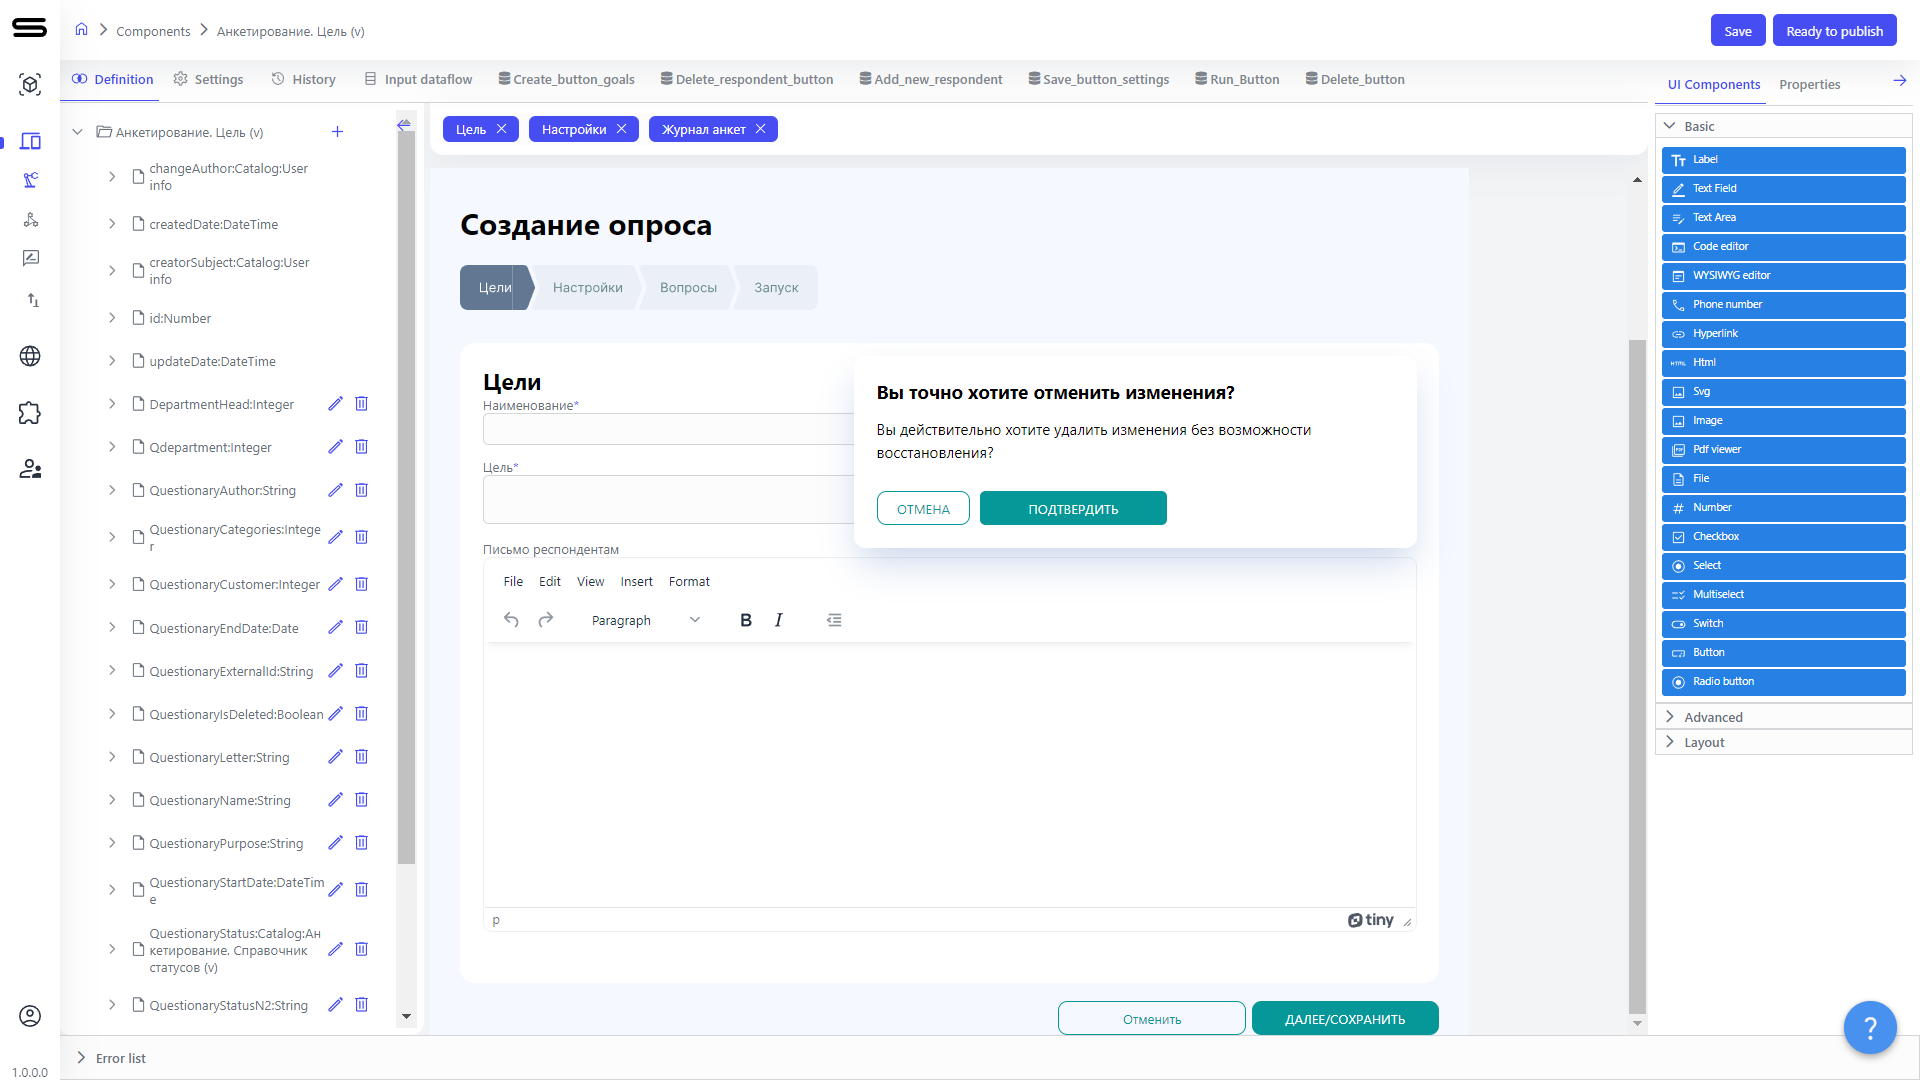 Components
Анкетирование. Цель (v)
Save
Ready to publish
Definition
Settings
History
Input dataflow
Create_button_goals
Delete_respondent_button
Add_new_respondent
Save_button_settings
Run_Button
Delete_button
UI Components
Properties
Анкетирование. Цель (v)
changeAuthor:Catalog:User
info
createdDate:DateTime
creatorSubject:Catalog:User
info
id:Number
updateDate:DateTime
DepartmentHead:Integer
Qdepartment:Integer
QuestionaryAuthor:String
QuestionaryCategories:Intege
r
QuestionaryCustomer:Integer
QuestionaryEndDate:Date
QuestionaryExternalId:String
QuestionaryIsDeleted:Boolean
QuestionaryLetter:String
QuestionaryName:String
QuestionaryPurpose:String
QuestionaryStartDate:DateTim
e
QuestionaryStatus:Catalog:Ан
кетирование. Справочник
статусов (v)
QuestionaryStatusN2:String
Цель
Настройки
Журнал анкет
Создание опроса
Цели
Настройки
Вопросы
Запуск
Цели
Наименование*
Цель*
Письмо респондентам
Вы точно хотите отменить изменения?
Вы действительно хотите удалить изменения без возможности
восстановления?
ОТМЕНА
ПОДТВЕРДИТЬ
File
Edit
View
Insert
Format
Paragraph
B
I
p
tiny
Отменить
ДАЛЕЕ/СОХРАНИТЬ
Basic
Label
Text Field
Text Area
Code editor
WYSIWYG editor
Phone number
Hyperlink
Html
Svg
Image
Pdf viewer
File
Number
Checkbox
Select
Multiselect
Switch
Button
Radio button
Advanced
Layout
?
Error list
1.0.0.0